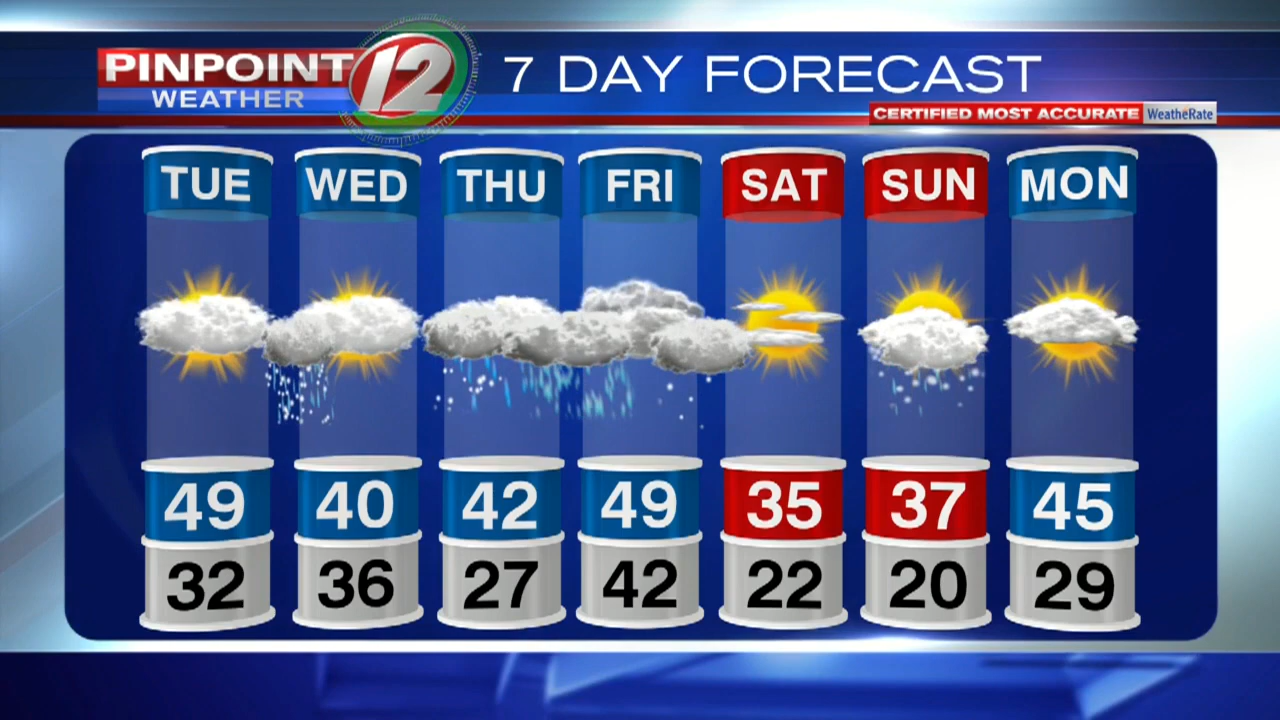 PINPOINT 12
WEATHER
7 DAY FORECAST
CERTIFIED MOST ACCURATE WeatheRate
TUE WED THU FRI SAT SUN MON
49 40 42 49 35 37 45
32 36 27 42 22 20 29